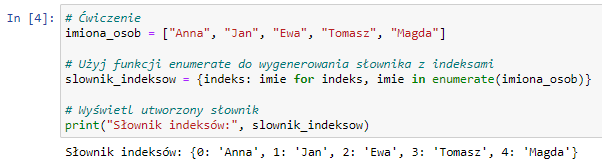 In [4]: # Ćwiczenie
imiona_osob = ["Anna", "Jan", "Ewa", "Tomasz", "Magda"]
# Użyj funkcji enumerate do wygenerowania słownika z indeksami
slownik_indeksow = {indeks: imie for indeks, imie in enumerate(imiona_osob)}
# Wyświetl utworzony słownik
print("Słownik indeksów:", slownik_indeksow)
Słownik indeksów: {0: 'Anna', 1: 'Jan', 2: 'Ewa', 3: 'Tomasz', 4: 'Magda'}